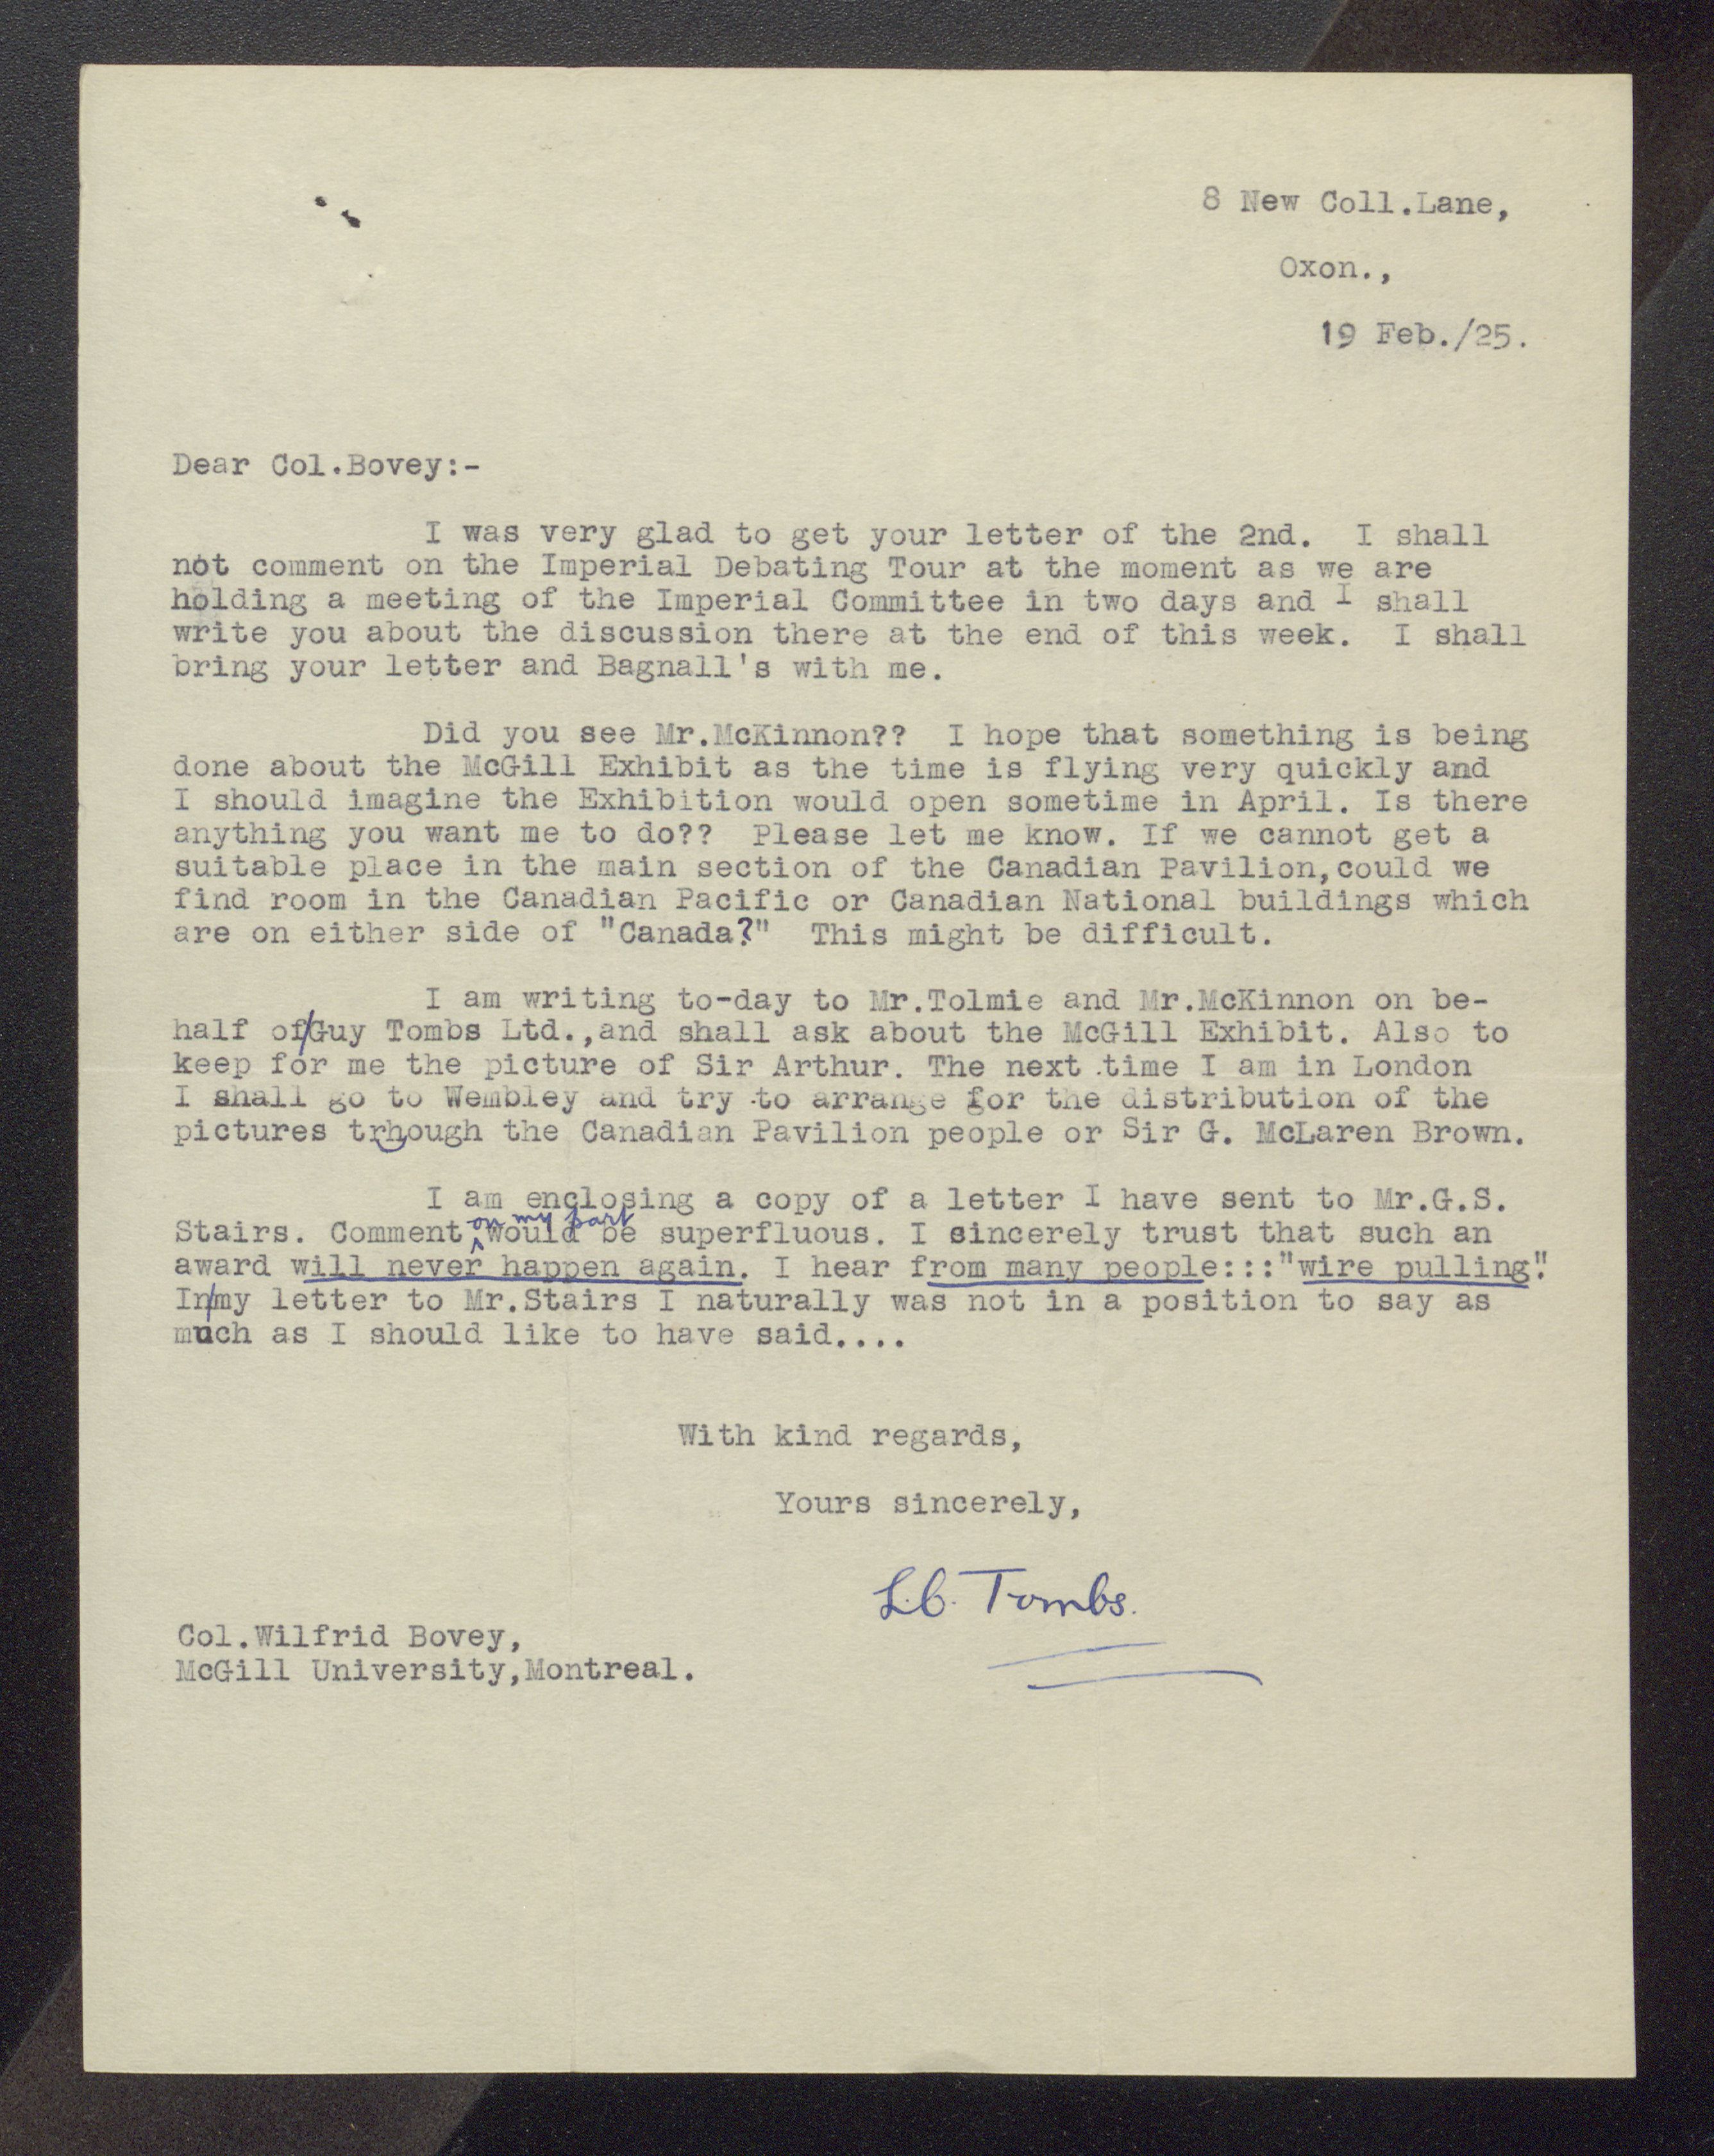 8 New Coll.Lane,
Oxon.,
19 Feb./25.
Dear Col.Bovey:-
I was very glad to get your letter of the 2nd. I shall
not comment on the Imperial Debating Tour at the moment as we are
holding a meeting of the Imperial Committee in two days and I shall
write you about the discussion there at the end of this week. I shall
bring your letter and Bagnall's with me.
Did you see Mr.McKinnon?? I hope that something is being
done about the McGill Exhibit as the time is flying very quickly and
I should imagine the Exhibition would open sometime in April. Is there
anything you want me to do?? Please let me know. If we cannot get a
suitable place in the main section of the Canadian Pavilion,could we
find room in the Canadian Pacific or Canadian National buildings which
are on either side of "Canada?" This might be difficult.
I am writing to-day to Mr.Tolmie and Mr.McKinnon on be-
half of/Guy Tombs Ltd.,and shall ask about the McGill Exhibit. Also to
keep for me the picture of Sir Arthur. The next time I am in London
I shall go to Wembley and try to arrange for the distribution of the
pictures trhough the Canadian Pavilion people or Sir G. McLaren Brown.
I am enclosing a copy of a letter I have sent to Mr.G.S.
Stairs. Comment on my part would be superfluous. I sincerely trust that such an
award will never happen again. I hear from many people:::"wire pulling".
In/my letter to Mr.Stairs I naturally was not in a position to say as
much as I should like to have said....
With kind regards,
Yours sincerely,
L.C. Tombs.
Col.Wilfrid Bovey,
McGill University,Montreal.